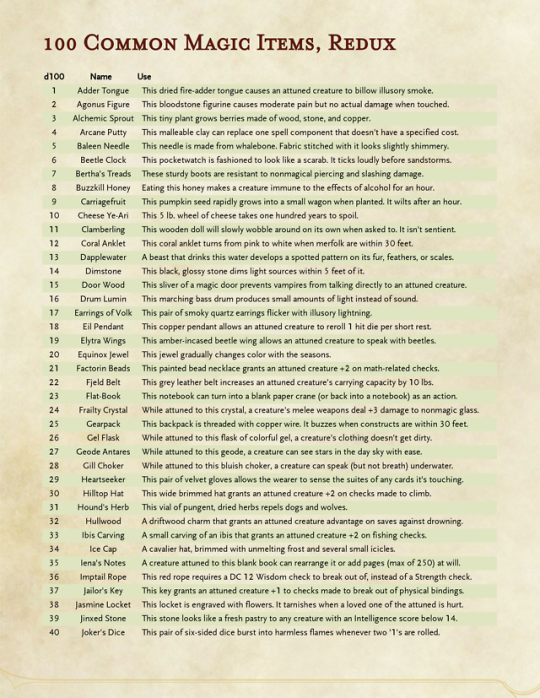 100 Common Magic Items, Redux
d100 Name Use
1 Adder Tongue This dried fire-adder tongue causes an attuned creature to billow illusory smoke.
2 Agonus Figure This bloodstone figurine causes moderate pain but no actual damage when touched.
3 Alchemic Sprout This tiny plant grows berries made of wood, stone, and copper.
4 Arcane Putty This malleable clay can replace one spell component that doesn't have a specified cost.
5 Baleen Needle This needle is made from whalebone. Fabric stitched with it looks slightly shimmery.
6 Beetle Clock This pocketwatch is fashioned to look like a scarab. It ticks loudly before sandstorms.
7 Bertha's Treads These sturdy boots are resistant to nonmagical piercing and slashing damage.
8 Buzzkill Honey Eating this honey makes a creature immune to the effects of alcohol for an hour.
9 Carriagefruit This pumpkin seed rapidly grows into a small wagon when planted. It wilts after an hour.
10 Cheese Ye-Ari This 5 lb. wheel of cheese takes one hundred years to spoil.
11 Clamberling This wooden doll will slowly wobble around on its own when asked to. It isn't sentient.
12 Coral Anklet This coral anklet turns from pink to white when merfolk are within 30 feet.
13 Dapplewater A beast that drinks this water develops a spotted pattern on its fur, feathers, or scales.
14 Dimstone This black, glossy stone dims light sources within 5 feet of it.
15 Door Wood This sliver of a magic door prevents vampires from talking directly to an attuned creature.
16 Drum Lumin This marching bass drum produces small amounts of light instead of sound.
17 Earrings of Volk This pair of smoky quartz earrings flicker with illusory lightning.
18 Eil Pendant This copper pendant allows an attuned creature to reroll 1 hit die per short rest.
19 Elytra Wings This amber-incased beetle wing allows an attuned creature to speak with beetles.
20 Equinox Jewel This jewel gradually changes color with the seasons.
21 Factorin Beads This painted bead necklace grants an attuned creature +2 on math-related checks.
22 Fjeld Belt This grey leather belt increases an attuned creature's carrying capacity by 10 lbs.
23 Flat-Book This notebook can turn into a blank paper crane (or back into a notebook) as an action.
24 Frailty Crystal While attuned to this crystal, a creature's melee weapons deal +3 damage to nonmagic glass.
25 Gearpack This backpack is threaded with copper wire. It buzzes when constructs are within 30 feet.
26 Gel Flask While attuned to this flask of colorful gel, a creature's clothing doesn't get dirty.
27 Geode Antares While attuned to this geode, a creature can see stars in the day sky with ease.
28 Gill Choker While attuned to this bluish choker, a creature can speak (but not breath) underwater.
29 Heartseeker This pair of velvet gloves allows the wearer to sense the suites of any cards it's touching.
30 Hilltop Hat This wide brimmed hat grants an attuned creature +2 on checks made to climb.
31 Hound's Herb This vial of pungent, dried herbs repels dogs and wolves.
32 Hullwood A driftwood charm that grants an attuned creature advantage on saves against drowning.
33 Ibis Carving A small carving of an ibis that grants an attuned creature +2 on fishing checks.
34 Ice Cap A cavalier hat, brimmed with unmelting frost and several small icicles.
35 Iena's Notes A creature attuned to this blank book can rearrange it or add pages (max of 250) at will.
36 Imptail Rope This red rope requires a DC 12 Wisdom check to break out of, instead of a Strength check.
37 Jailor's Key This key grants an attuned creature +1 to checks made to break out of physical bindings.
38 Jasmine Locket This locket is engraved with flowers. It tarnishes when a loved one of the attuned is hurt.
39 Jinxed Stone This stone looks like a fresh pastry to any creature with an Intelligence score below 14.
40 Joker's Dice This pair of six-sided dice burst into harmless flames whenever two '1's are rolled.